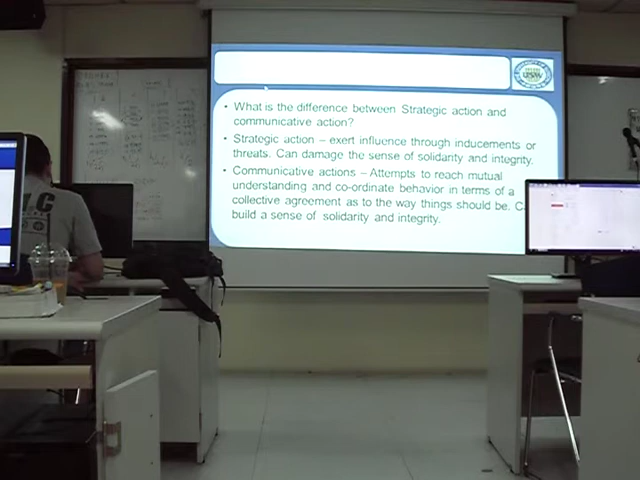 • What is the difference between Strategic action and
communicative action?
• Strategic action – exert influence through inducements or
threats. Can damage the sense of solidarity and integrity.
• Communicative actions – Attempts to reach mutual
understanding and co-ordinate behavior in terms of a
collective agreement as to the way things should be. C
build a sense of solidarity and integrity.
LC